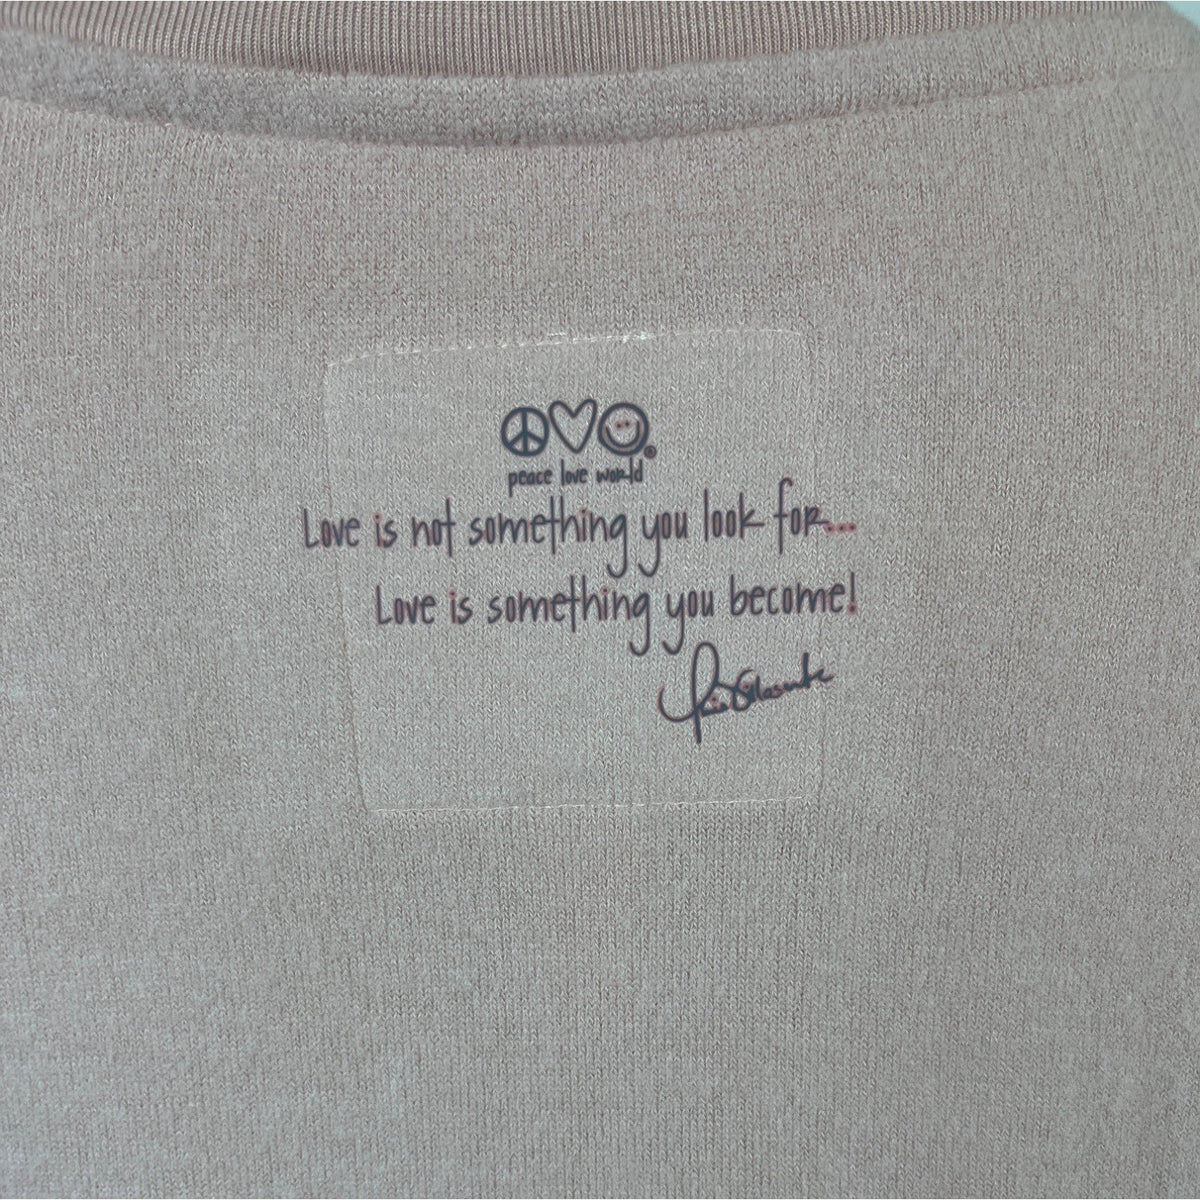 peace love world
Love is not something you look for...
Love is something you become!